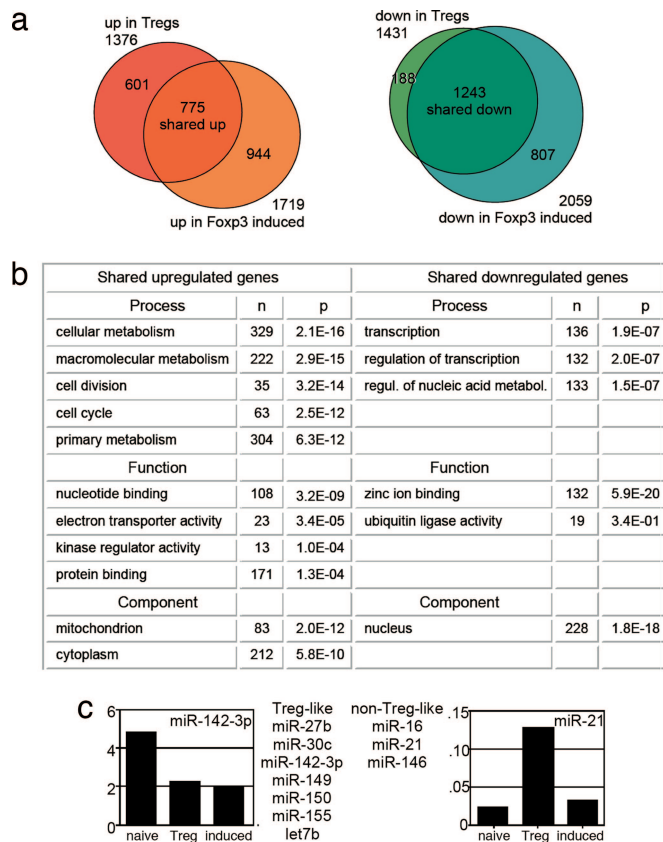 a
up in Tregs
1376
601
775
shared up
944
1719
up in Foxp3 induced
down in Tregs
1431
188
1243
shared down
807
2059
down in Foxp3 induced
b
Shared upregulated genes Shared downregulated genes
Process n p Process n p
cellular metabolism 329 2.1E-16 transcription 136 1.9E-07
macromolecular metabolism 222 2.9E-15 regulation of transcription 132 2.0E-07
cell division 35 3.2E-14 regul. of nucleic acid metabol. 133 1.5E-07
cell cycle 63 2.5E-12
primary metabolism 304 6.3E-12
Function Function
nucleotide binding 108 3.2E-09 zinc ion binding 132 5.9E-20
electron transporter activity 23 3.4E-05 ubiquitin ligase activity 19 3.4E-01
kinase regulator activity 13 1.0E-04
protein binding 171 1.3E-04
Component Component
mitochondrion 83 2.0E-12 nucleus 228 1.8E-18
cytoplasm 212 5.8E-10
c
6
4
2
0
miR-142-3p
naive Treg induced
Treg-like
miR-27b
miR-30c
miR-142-3p
miR-149
miR-150
miR-155
let7b
non-Treg-like
miR-16
miR-21
miR-146
.15
.10
.05
.00
miR-21
naive Treg induced